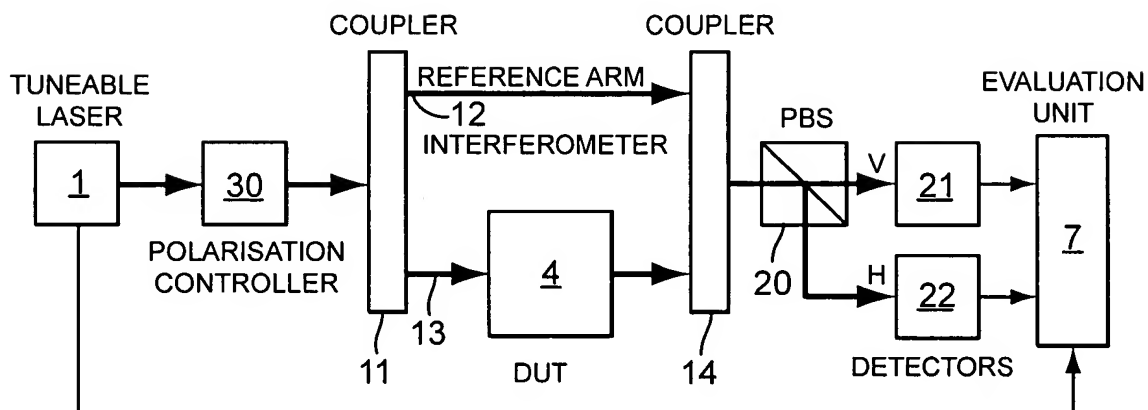 COUPLER
COUPLER
TUNEABLE
LASER
REFERENCE ARM
12
INTERFEROMETER
PBS
EVALUATION
UNIT
1
30
V
21
7
POLARISATION
CONTROLLER
13
4
20
H
22
11
DUT
14
DETECTORS